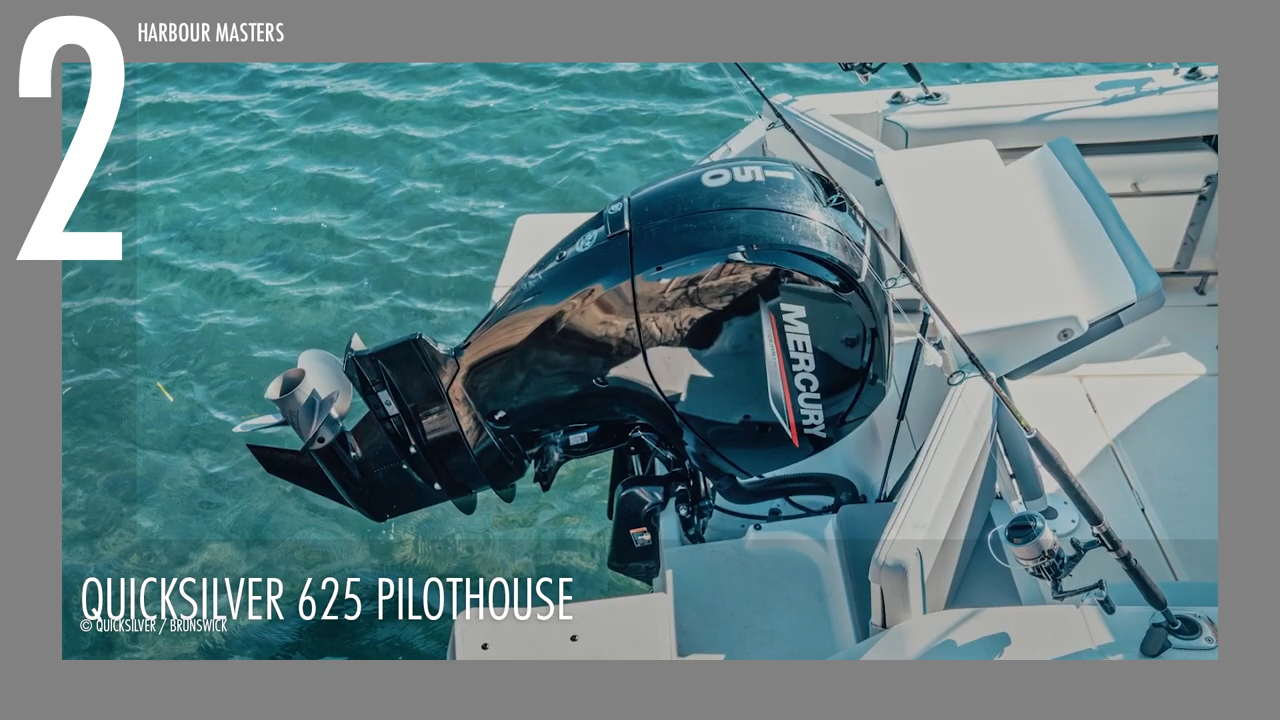 2
HARBOUR MASTERS
150
MERCURY
QUICKSILVER 625 PILOTHOUSE
© QUICKSILVER / BRUNSWICK